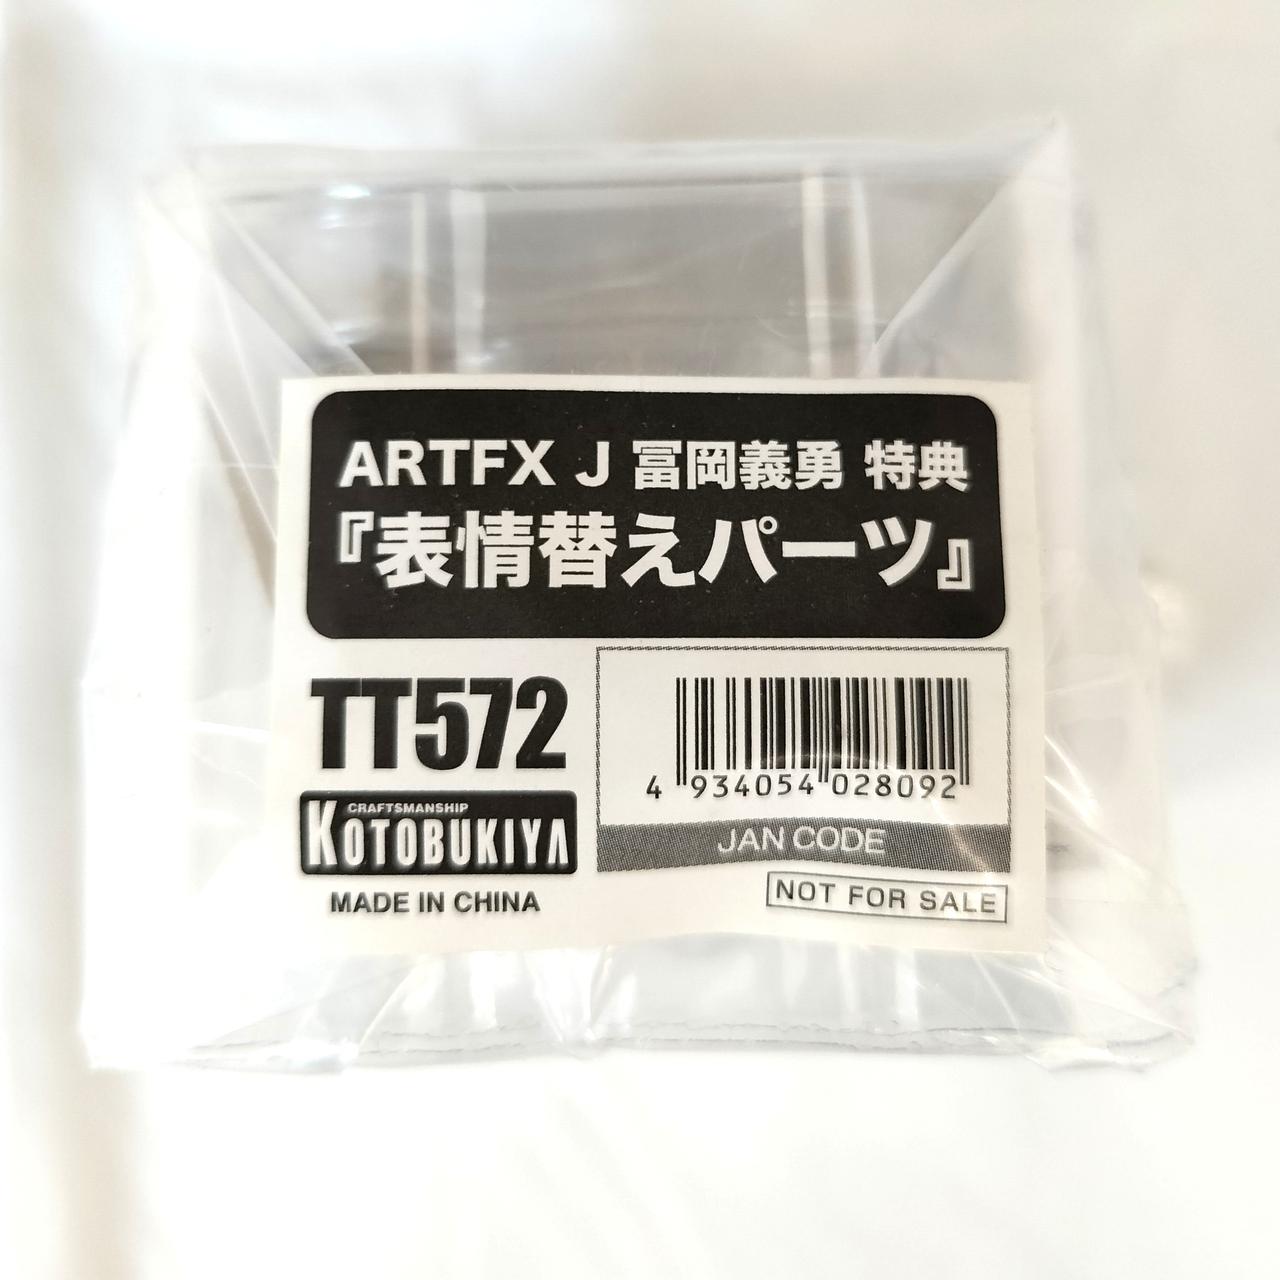 ARTFX J 冨岡義勇 特典
『表情替えパーツ』
TT572
CRAFTSMANSHIP
KOTOBUKIYA
MADE IN CHINA
4 934054 028092
JAN CODE
NOT FOR SALE